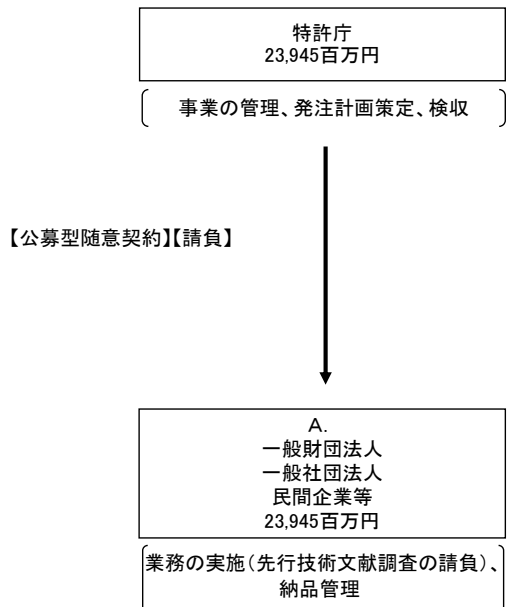 特許庁
23,945百万円
事業の管理、発注計画策定、検収
【公募型随意契約】【請負】
A.
一般財団法人
一般社団法人
民間企業等
23,945百万円
業務の実施(先行技術文献調査の請負)、
納品管理